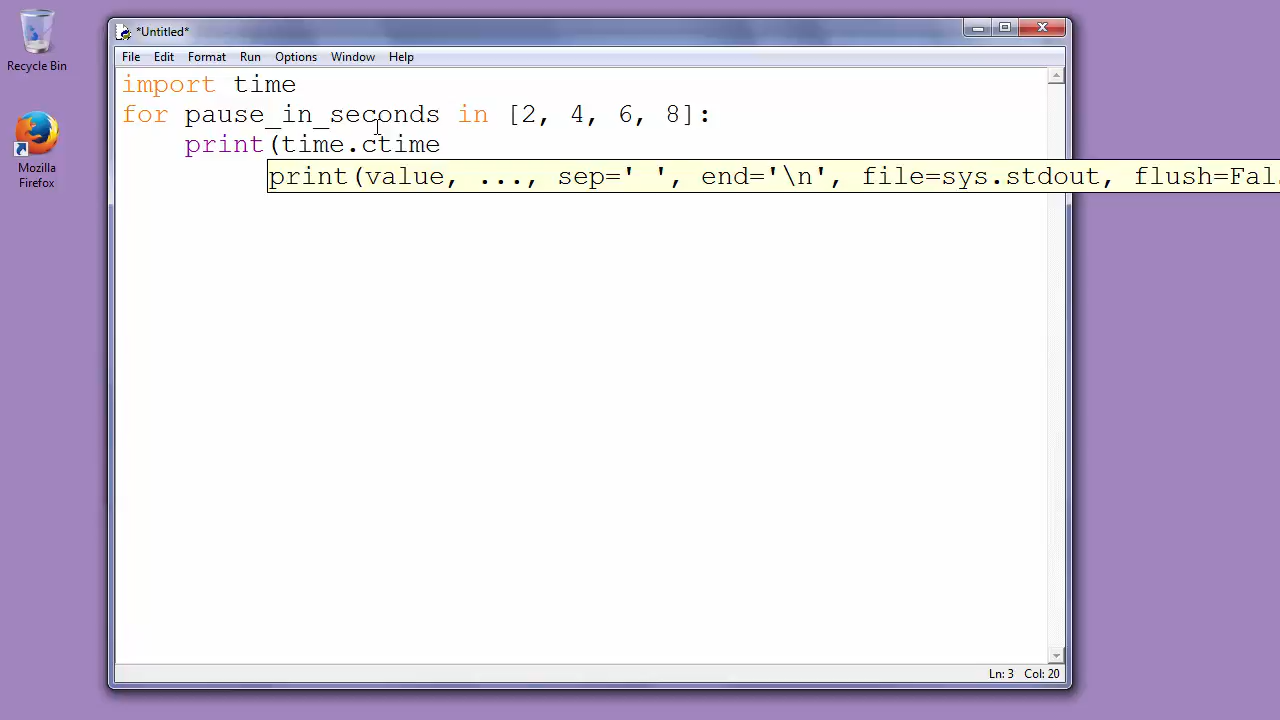 Recycle Bin
Mozilla
Firefox
*Untitled*
File Edit Format Run Options Window Help
import time
for pause_in_seconds in [2, 4, 6, 8]:
    print(time.ctime
print(value, ..., sep=' ', end='\n', file=sys.stdout, flush=Fal
Ln: 3 Col: 20